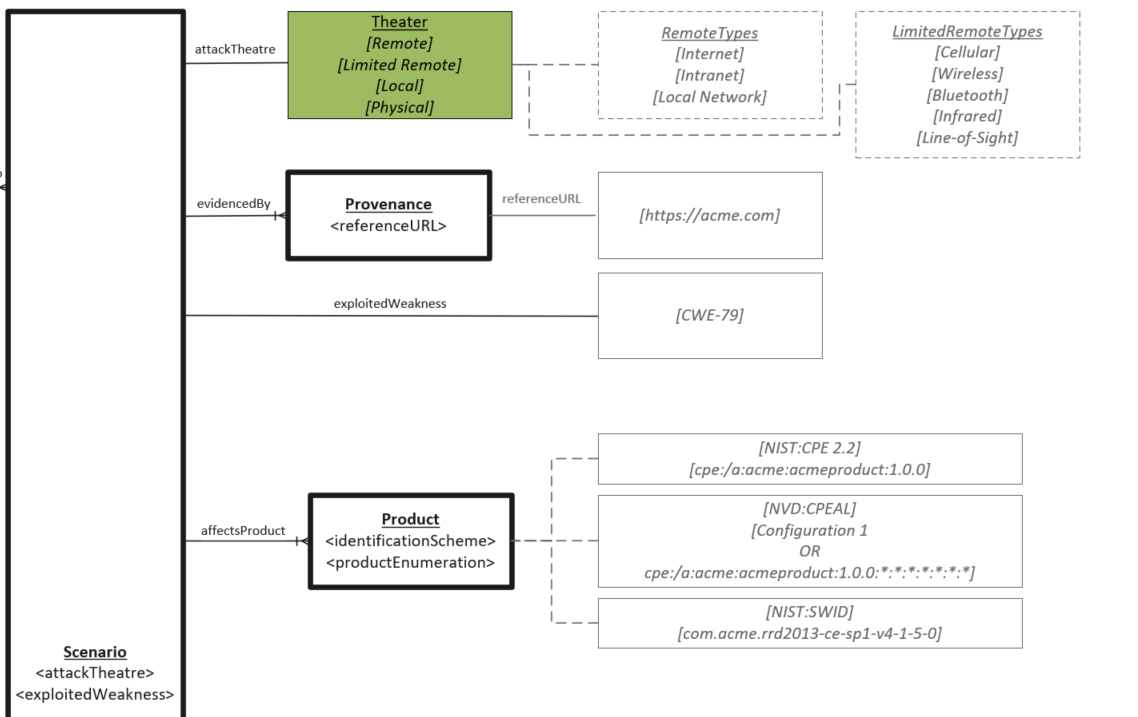 attackTheatre
Theater
[Remote]
[Limited Remote]
[Local]
[Physical]
RemoteTypes
[Internet]
[Intranet]
[Local Network]
LimitedRemoteTypes
[Cellular]
[Wireless]
[Bluetooth]
[Infrared]
[Line-of-Sight]
evidencedBy
Provenance
<referenceURL>
referenceURL
[https://acme.com]
exploitedWeakness
[CWE-79]
affectsProduct
Product
<identificationScheme>
<productEnumeration>
[NIST:CPE 2.2]
[cpe:/a:acme:acmeproduct:1.0.0]
[NVD:CPEAL]
[Configuration 1
OR
cpe:/a:acme:acmeproduct:1.0.0:*:*:*:*:*:*:*]
[NIST:SWID]
[com.acme.rrd2013-ce-sp1-v4-1-5-0]
Scenario
<attackTheatre>
<exploitedWeakness>